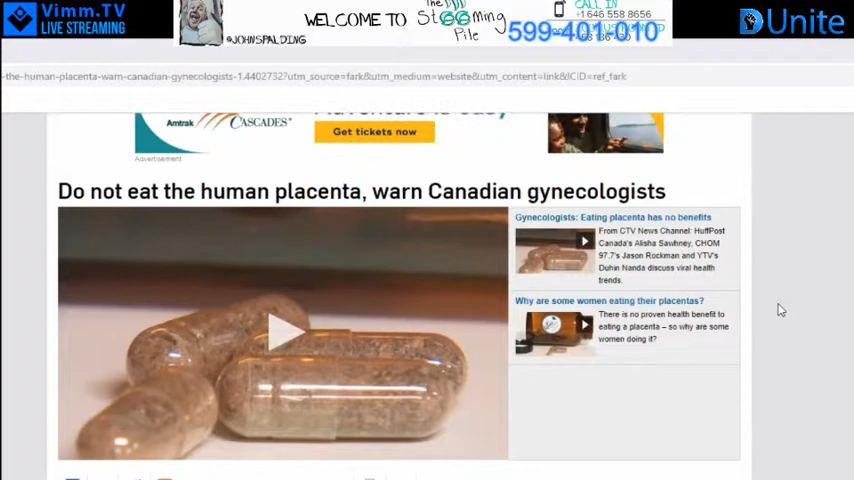 Vimm.TV
LIVE STREAMING
@JOHNSPALDING
WELCOME TO
The
Steeming
Pile
CALL IN
+1 646 558 8656
599-401-010
DUnite
-the-human-placenta-warn-canadian-gynecologists-1.4402732?utm_source=fark&utm_medium=website&utm_content=link&ICID=ref_fark
Amtrak
CASCADES
Get tickets now
Advertisement
Do not eat the human placenta, warn Canadian gynecologists
Gynecologists: Eating placenta has no benefits
From CTV News Channel: HuffPost
Canada's Alisha Sawhney, CHOM
97.7's Jason Rockman and YTV's
Duhin Nanda discuss viral health
trends.
Why are some women eating their placentas?
There is no proven health benefit to
eating a placenta – so why are some
women doing it?